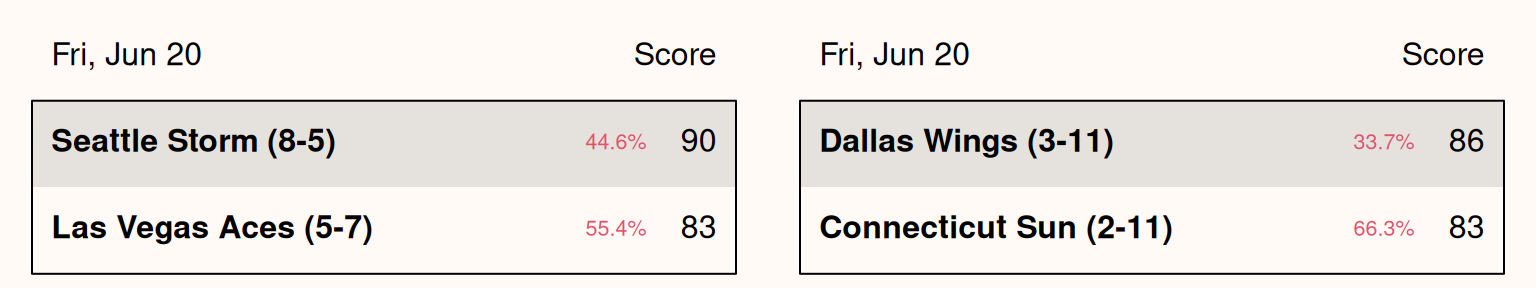 Fri, Jun 20 Score
Seattle Storm (8-5) 44.6% 90
Las Vegas Aces (5-7) 55.4% 83
Fri, Jun 20 Score
Dallas Wings (3-11) 33.7% 86
Connecticut Sun (2-11) 66.3% 83